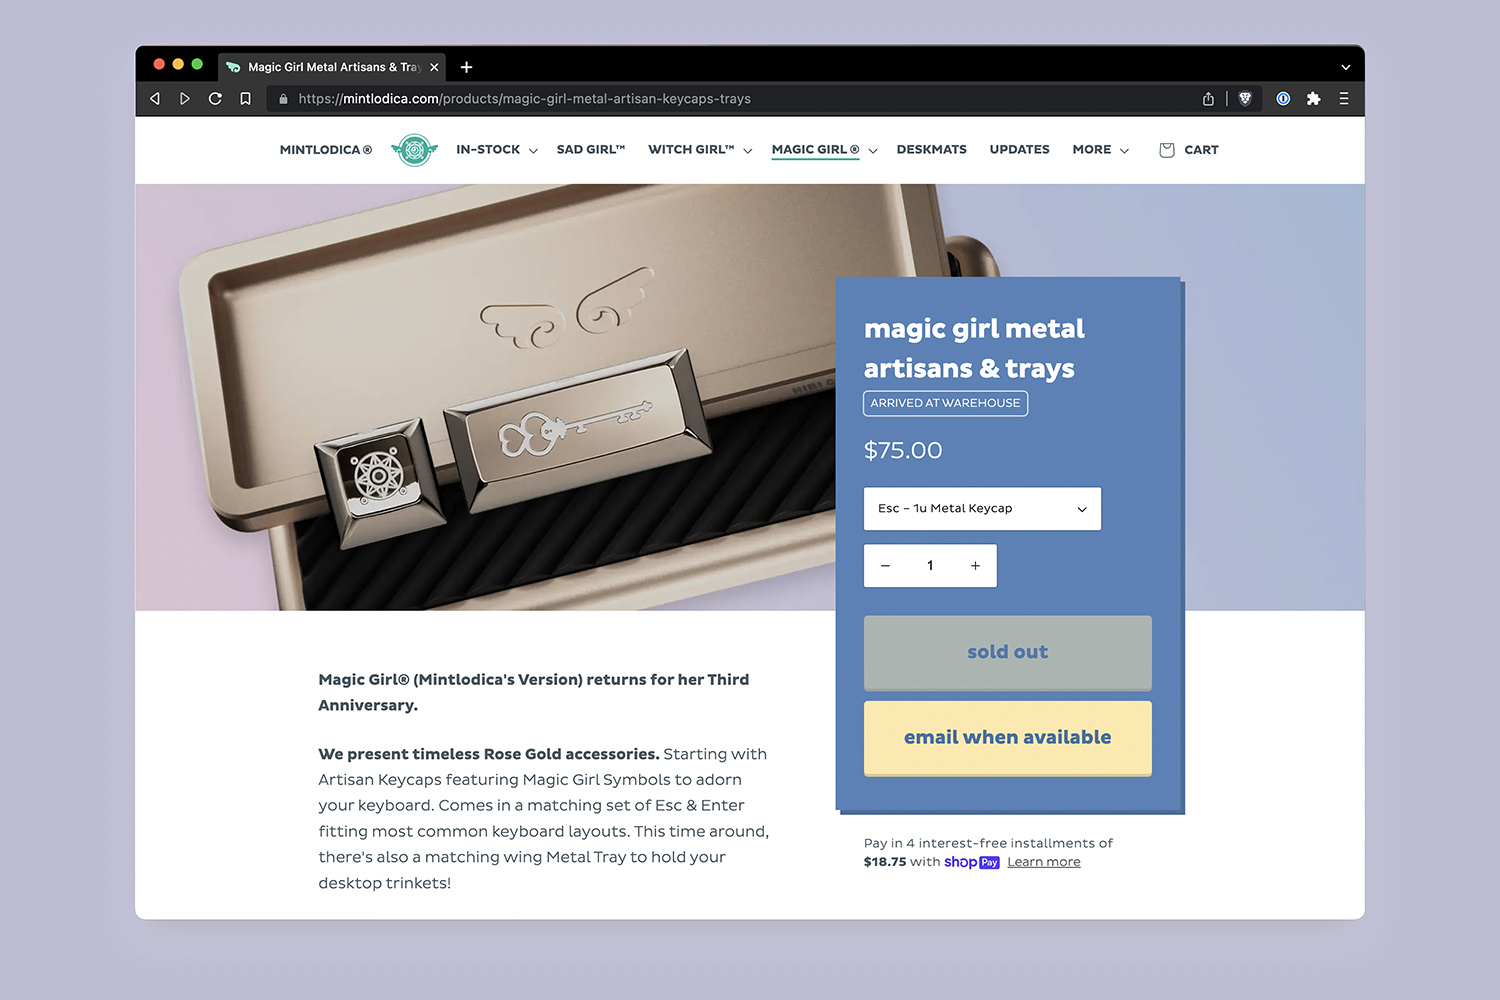 Magic Girl Metal Artisans & Tray
https://mintlodica.com/products/magic-girl-metal-artisan-keycaps-trays
MINTLODICA® IN-STOCK SAD GIRL™ WITCH GIRL™ MAGIC GIRL® DESKMATS UPDATES MORE CART
magic girl metal
artisans & trays
ARRIVED AT WAREHOUSE
$75.00
Esc – 1u Metal Keycap
− 1 +
sold out
email when available
Pay in 4 interest-free installments of
$18.75 with shop Pay Learn more
Magic Girl® (Mintlodica's Version) returns for her Third
Anniversary.
We present timeless Rose Gold accessories. Starting with
Artisan Keycaps featuring Magic Girl Symbols to adorn
your keyboard. Comes in a matching set of Esc & Enter
fitting most common keyboard layouts. This time around,
there's also a matching wing Metal Tray to hold your
desktop trinkets!